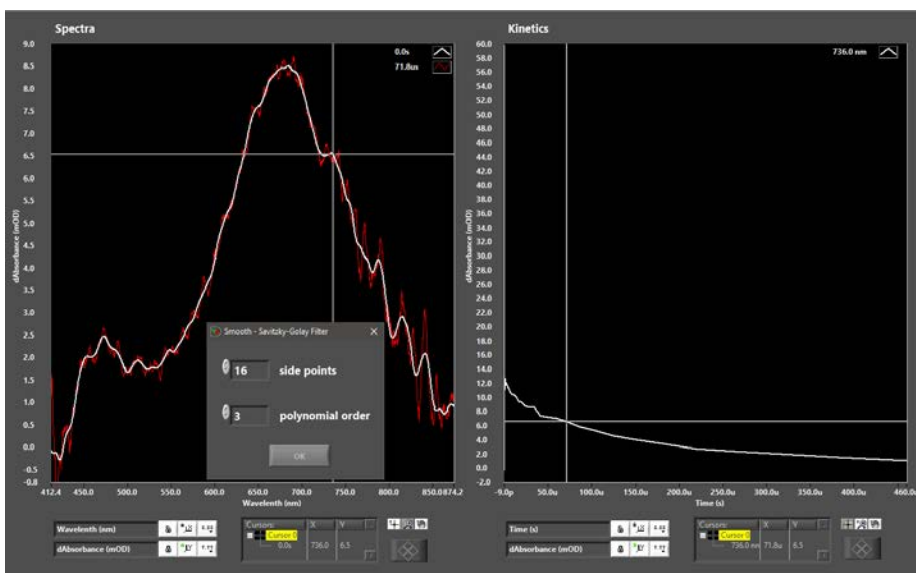 Spectra
dAbsorbance (mOD)
9.0
8.5
8.0
7.5
7.0
6.5
6.0
5.5
5.0
4.5
4.0
3.5
3.0
2.5
2.0
1.5
1.0
0.5
0.0
-0.5
-0.8
0.0s
71.8us
412.4 450.0 500.0 550.0 600.0 650.0 700.0 750.0 800.0 850.0 874.2
Wavelenth (nm)
Smooth - Savitzky-Golay Filter
16 side points
3 polynomial order
OK
Wavelenth (nm)
dAbsorbance (mOD)
Cursors: X Y
Cursor 0
0.0s 736.0 6.5
Kinetics
dAbsorbance (mOD)
60.0
58.0
56.0
54.0
52.0
50.0
48.0
46.0
44.0
42.0
40.0
38.0
36.0
34.0
32.0
30.0
28.0
26.0
24.0
22.0
20.0
18.0
16.0
14.0
12.0
10.0
8.0
6.0
4.0
2.0
0.0
-2.0
736.0 nm
-9.0p 50.0u 100.0u 150.0u 200.0u 250.0u 300.0u 350.0u 400.0u 460.0u
Time (s)
Time (s)
dAbsorbance (mOD)
Cursors: X Y
Cursor 0
736.0 nm 71.8u 6.5